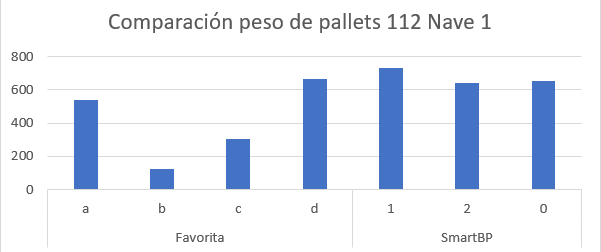 Comparación peso de pallets 112 Nave 1
800
600
400
200
0
a b c d 1 2 0
Favorita SmartBP